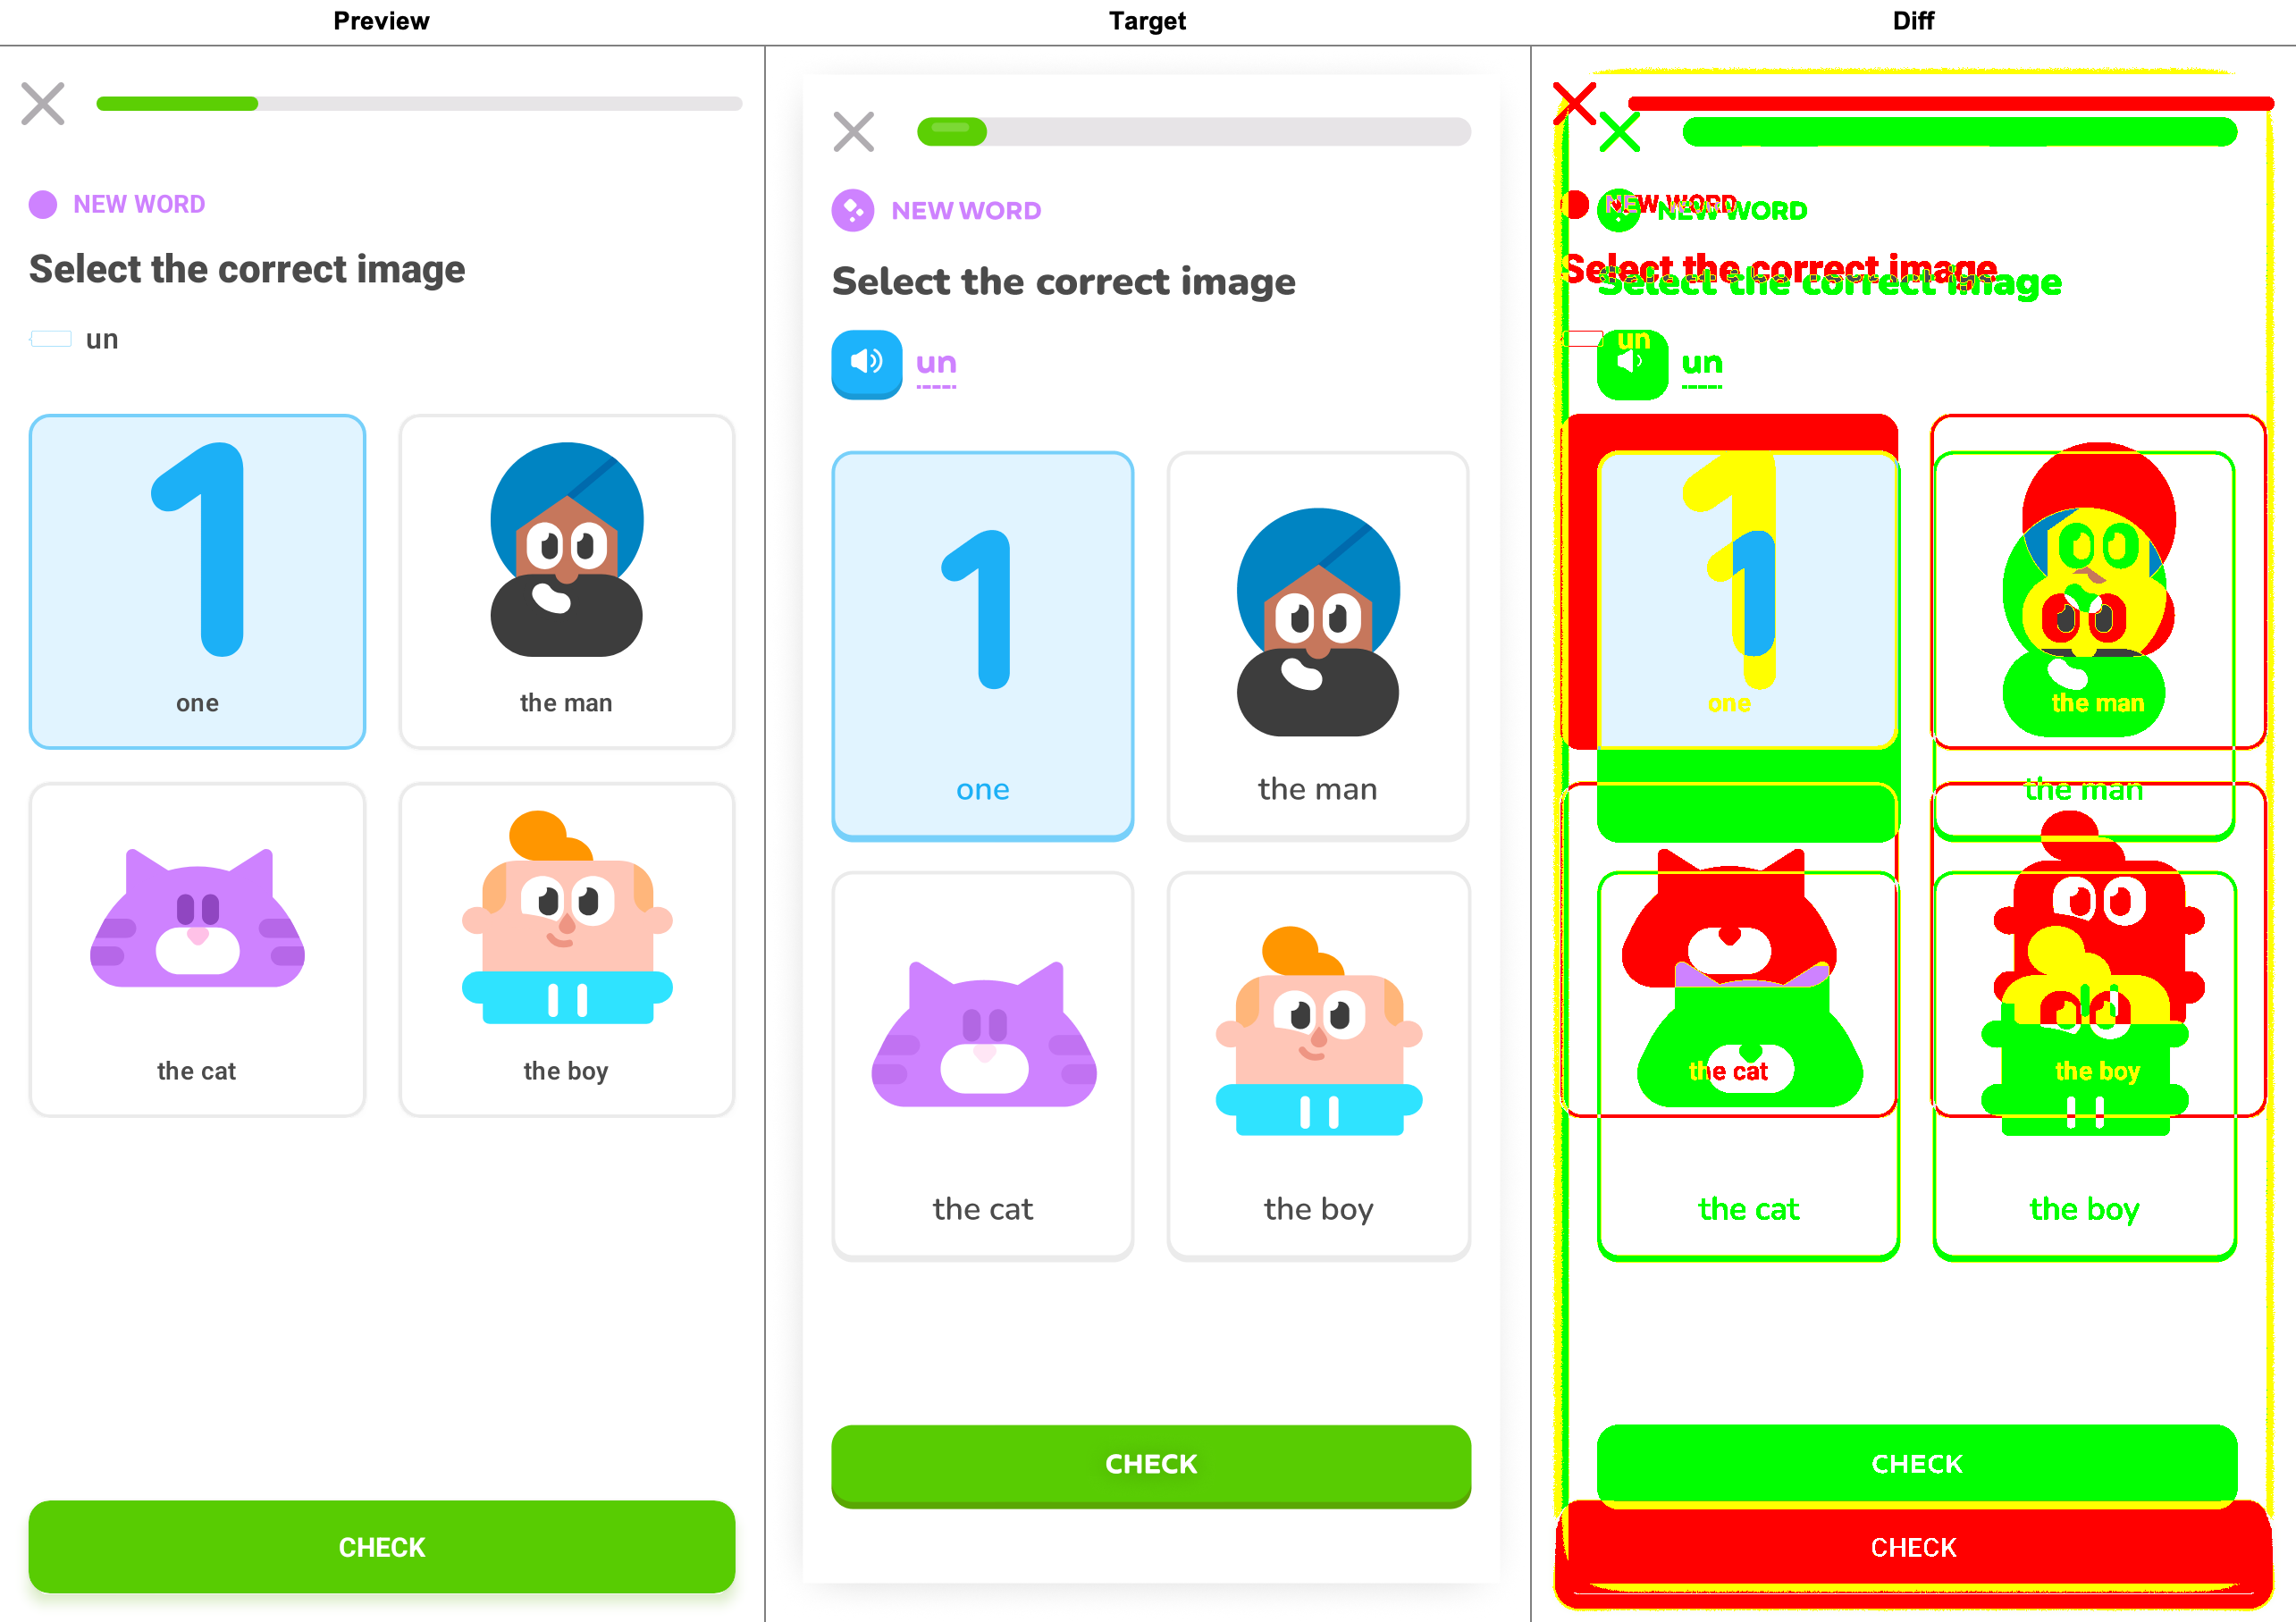 Preview
Target
Diff
NEW WORD
Select the correct image
un
1
one
the man
the cat
the boy
CHECK
NEW WORD
Select the correct image
un
1
one
the man
the cat
the boy
CHECK
NEW WORD
NEW WORD
Select the correct image
Select the correct image
un
un
1
1
one
the man
the man
the cat
the boy
the cat
the boy
CHECK
CHECK